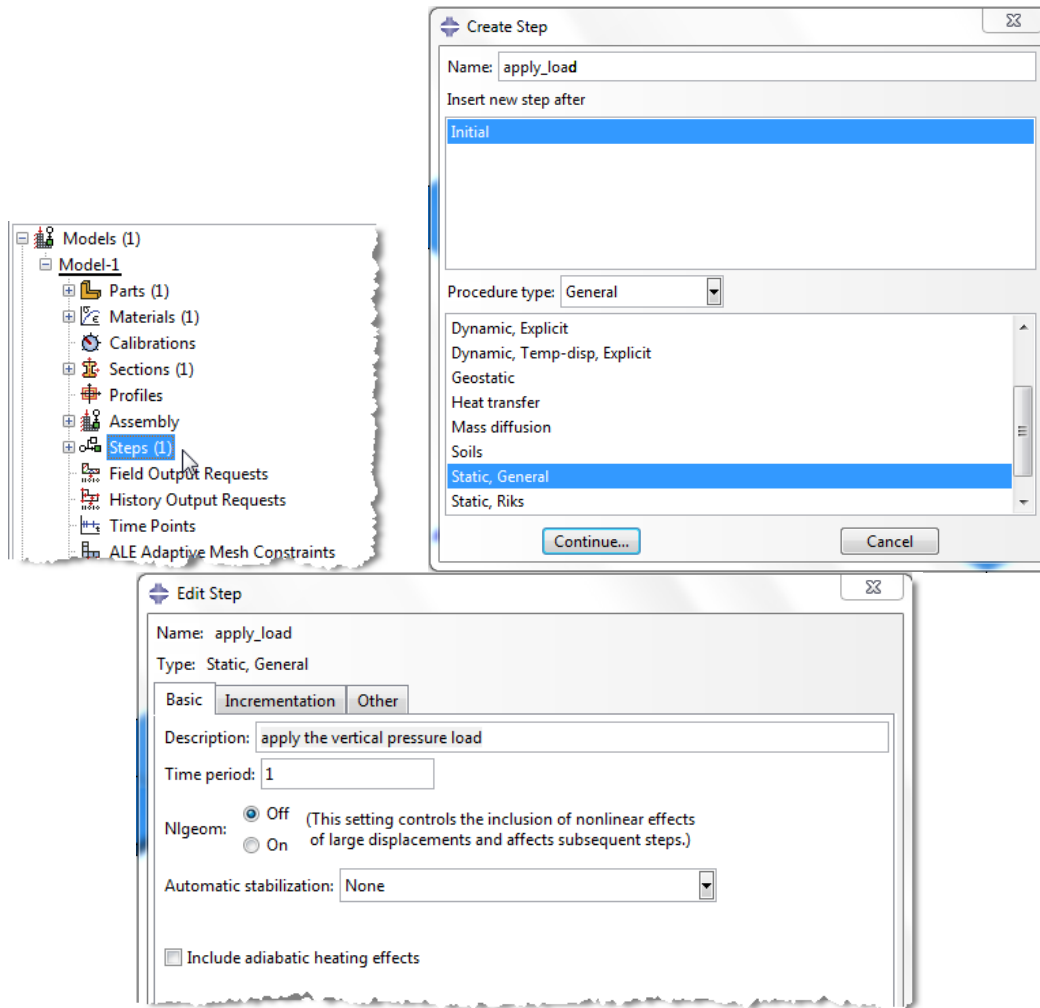 Create Step
Name: apply_load
Insert new step after
Initial
Procedure type: General
Dynamic, Explicit
Dynamic, Temp-disp, Explicit
Geostatic
Heat transfer
Mass diffusion
Soils
Static, General
Static, Riks
Continue...
Cancel
Models (1)
Model-1
Parts (1)
Materials (1)
Calibrations
Sections (1)
Profiles
Assembly
Steps (1)
Field Output Requests
History Output Requests
Time Points
ALE Adaptive Mesh Constraints
Edit Step
Name: apply_load
Type: Static, General
Basic Incrementation Other
Description: apply the vertical pressure load
Time period: 1
Nlgeom:
Off (This setting controls the inclusion of nonlinear effects
On of large displacements and affects subsequent steps.)
Automatic stabilization: None
Include adiabatic heating effects